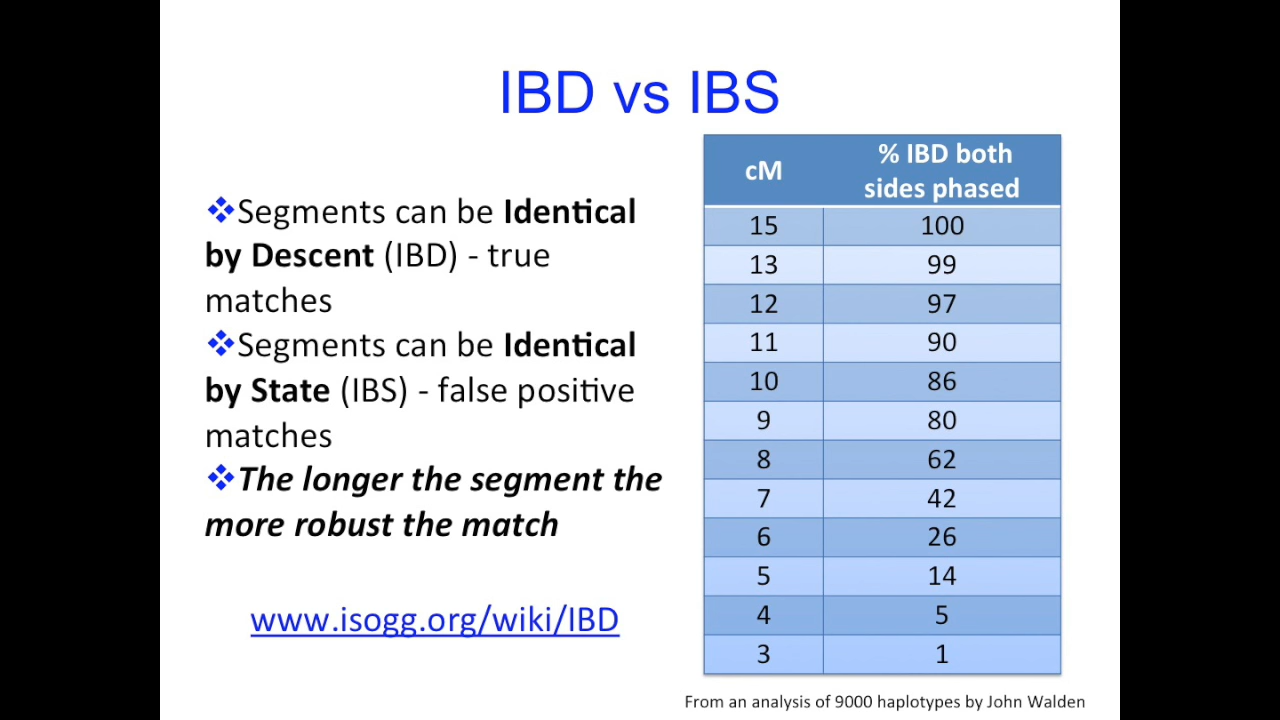 IBD vs IBS
❖Segments can be Identical
by Descent (IBD) - true
matches
❖Segments can be Identical
by State (IBS) - false positive
matches
❖The longer the segment the
more robust the match
www.isogg.org/wiki/IBD
cM % IBD both
sides phased
15 100
13 99
12 97
11 90
10 86
9 80
8 62
7 42
6 26
5 14
4 5
3 1
From an analysis of 9000 haplotypes by John Walden